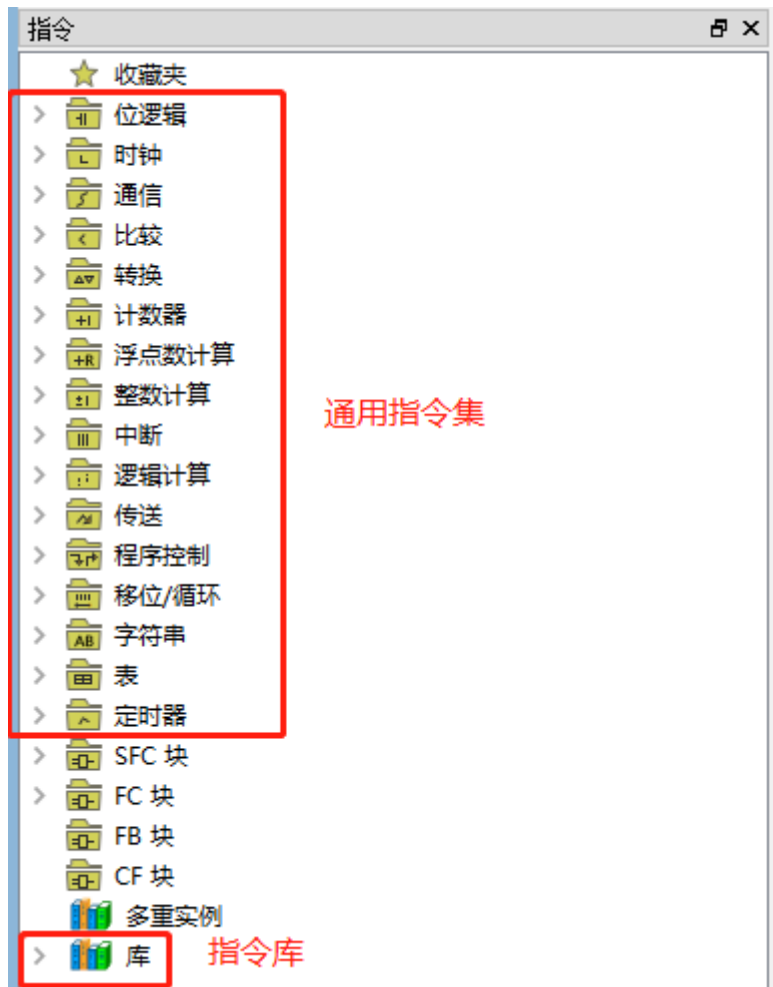 指令
收藏夹
位逻辑
时钟
通信
比较
转换
计数器
浮点数计算
整数计算
通用指令集
中断
逻辑计算
传送
程序控制
移位/循环
字符串
表
定时器
SFC 块
FC 块
FB 块
CF 块
多重实例
库 指令库